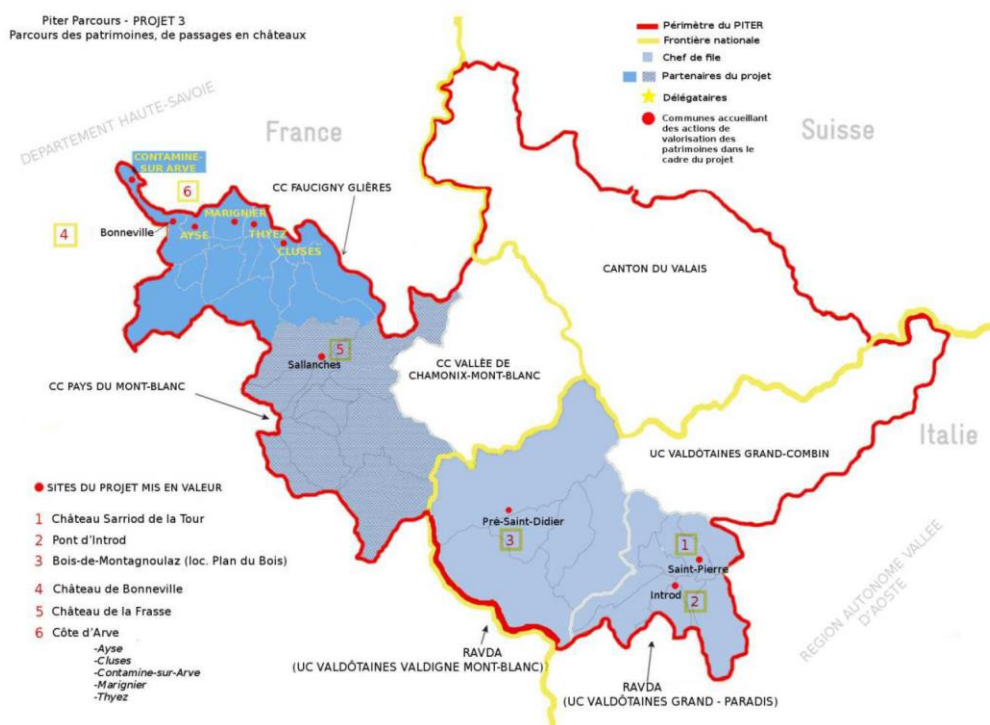 Piter Parcours - PROJET 3
Parcours des patrimoines, de passages en châteaux
Périmètre du PITER
Frontière nationale
Chef de file
Partenaires du projet
Délégataires
Communes accueillant
des actions de
valorisation des
patrimoines dans le
cadre du projet
DEPARTEMENT HAUTE-SAVOIE
France
Suisse
CONTAMINE-
SUR ARVE
6
CC FAUCIGNY GLIÈRES
4
Bonneville
AYSE
MARIGNIER
THYEZ
CLUSES
CANTON DU VALAIS
5
Sallanches
CC VALLÉE DE
CHAMONIX-MONT-BLANC
CC PAYS DU MONT-BLANC
Italie
UC VALDÔTAINES GRAND-COMBIN
SITES DU PROJET MIS EN VALEUR
1 Château Sarriod de la Tour
2 Pont d'Introd
3 Bois-de-Montagnoulaz (loc. Plan du Bois)
4 Château de Bonneville
5 Château de la Frasse
6 Côte d'Arve
-Ayse
-Cluses
-Contamine-sur-Arve
-Marignier
-Thyez
Pré-Saint-Didier
3
1
Saint-Pierre
Introd
2
REGION AUTONOME VALLEE
D'AOSTE
RAVDA
(UC VALDÔTAINES VALDIGNE MONT-BLANC)
RAVDA
(UC VALDÔTAINES GRAND - PARADIS)